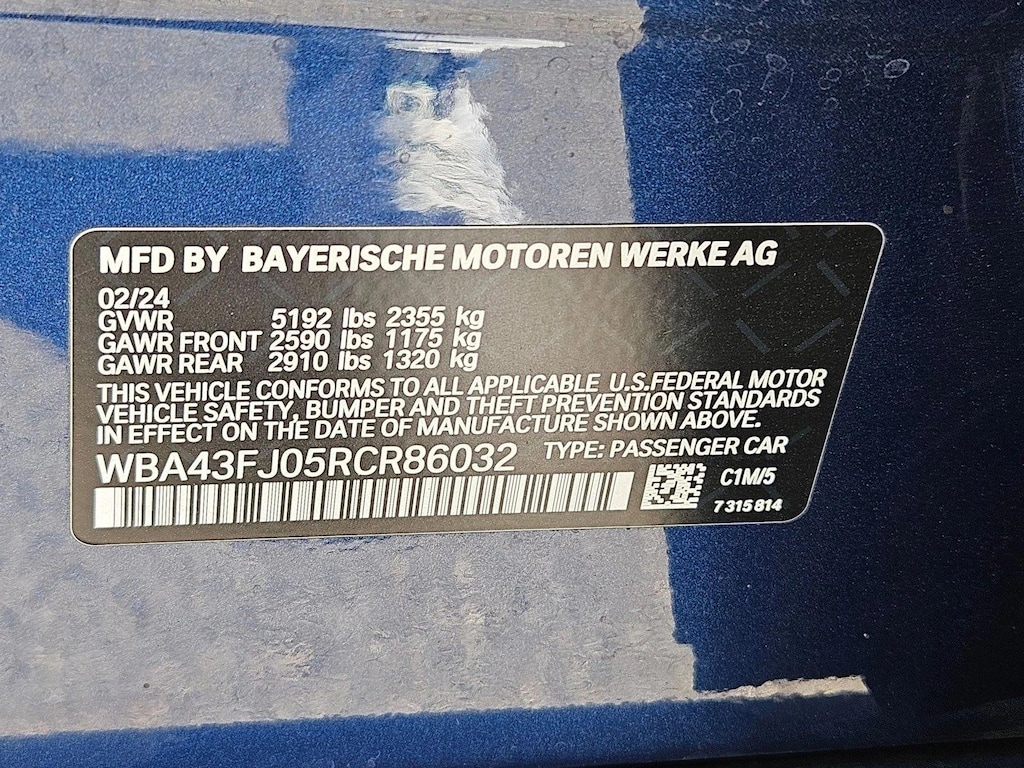 MFD BY BAYERISCHE MOTOREN WERKE AG
02/24
GVWR 5192 lbs 2355 kg
GAWR FRONT 2590 lbs 1175 kg
GAWR REAR 2910 lbs 1320 kg
THIS VEHICLE CONFORMS TO ALL APPLICABLE U.S.FEDERAL MOTOR
VEHICLE SAFETY, BUMPER AND THEFT PREVENTION STANDARDS
IN EFFECT ON THE DATE OF MANUFACTURE SHOWN ABOVE.
WBA43FJ05RCR86032 TYPE: PASSENGER CAR
C1M/5
7 315 814